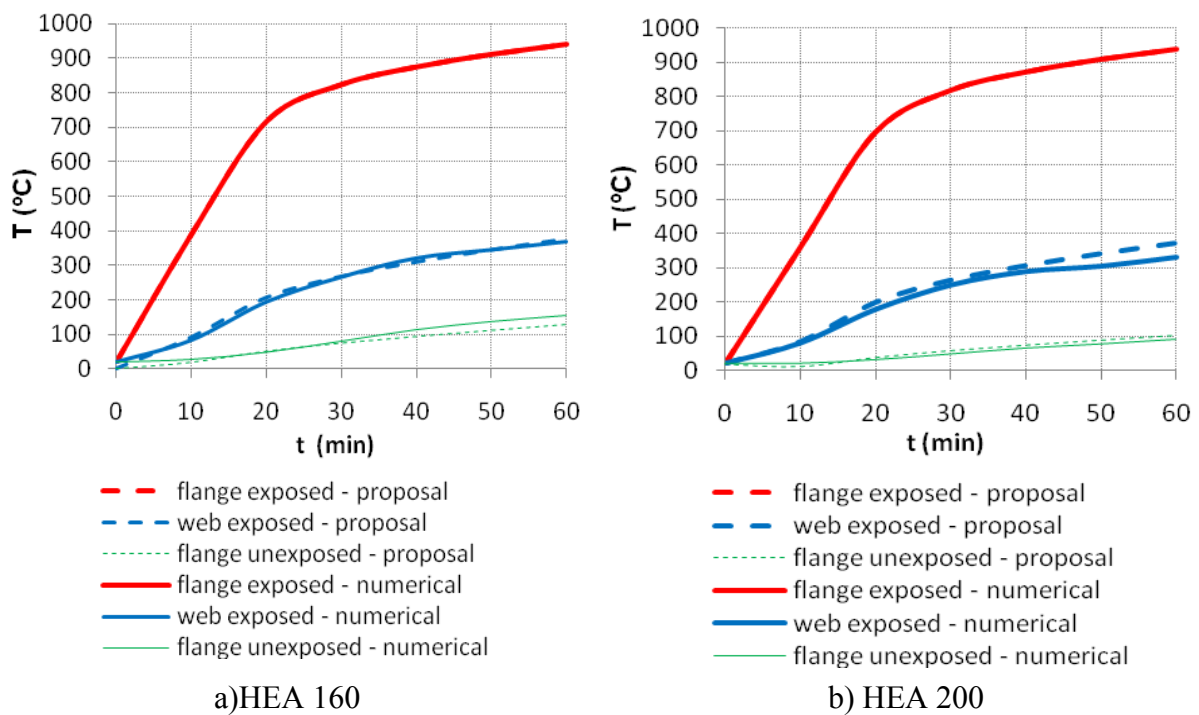 1000
900
800
700
600
500
400
300
200
100
0
T (°C)
0 10 20 30 40 50 60
t (min)
flange exposed - proposal
web exposed - proposal
flange unexposed - proposal
flange exposed - numerical
web exposed - numerical
flange unexposed - numerical
a)HEA 160
1000
900
800
700
600
500
400
300
200
100
0
T (°C)
0 10 20 30 40 50 60
t (min)
flange exposed - proposal
web exposed - proposal
flange unexposed - proposal
flange exposed - numerical
web exposed - numerical
flange unexposed - numerical
b) HEA 200